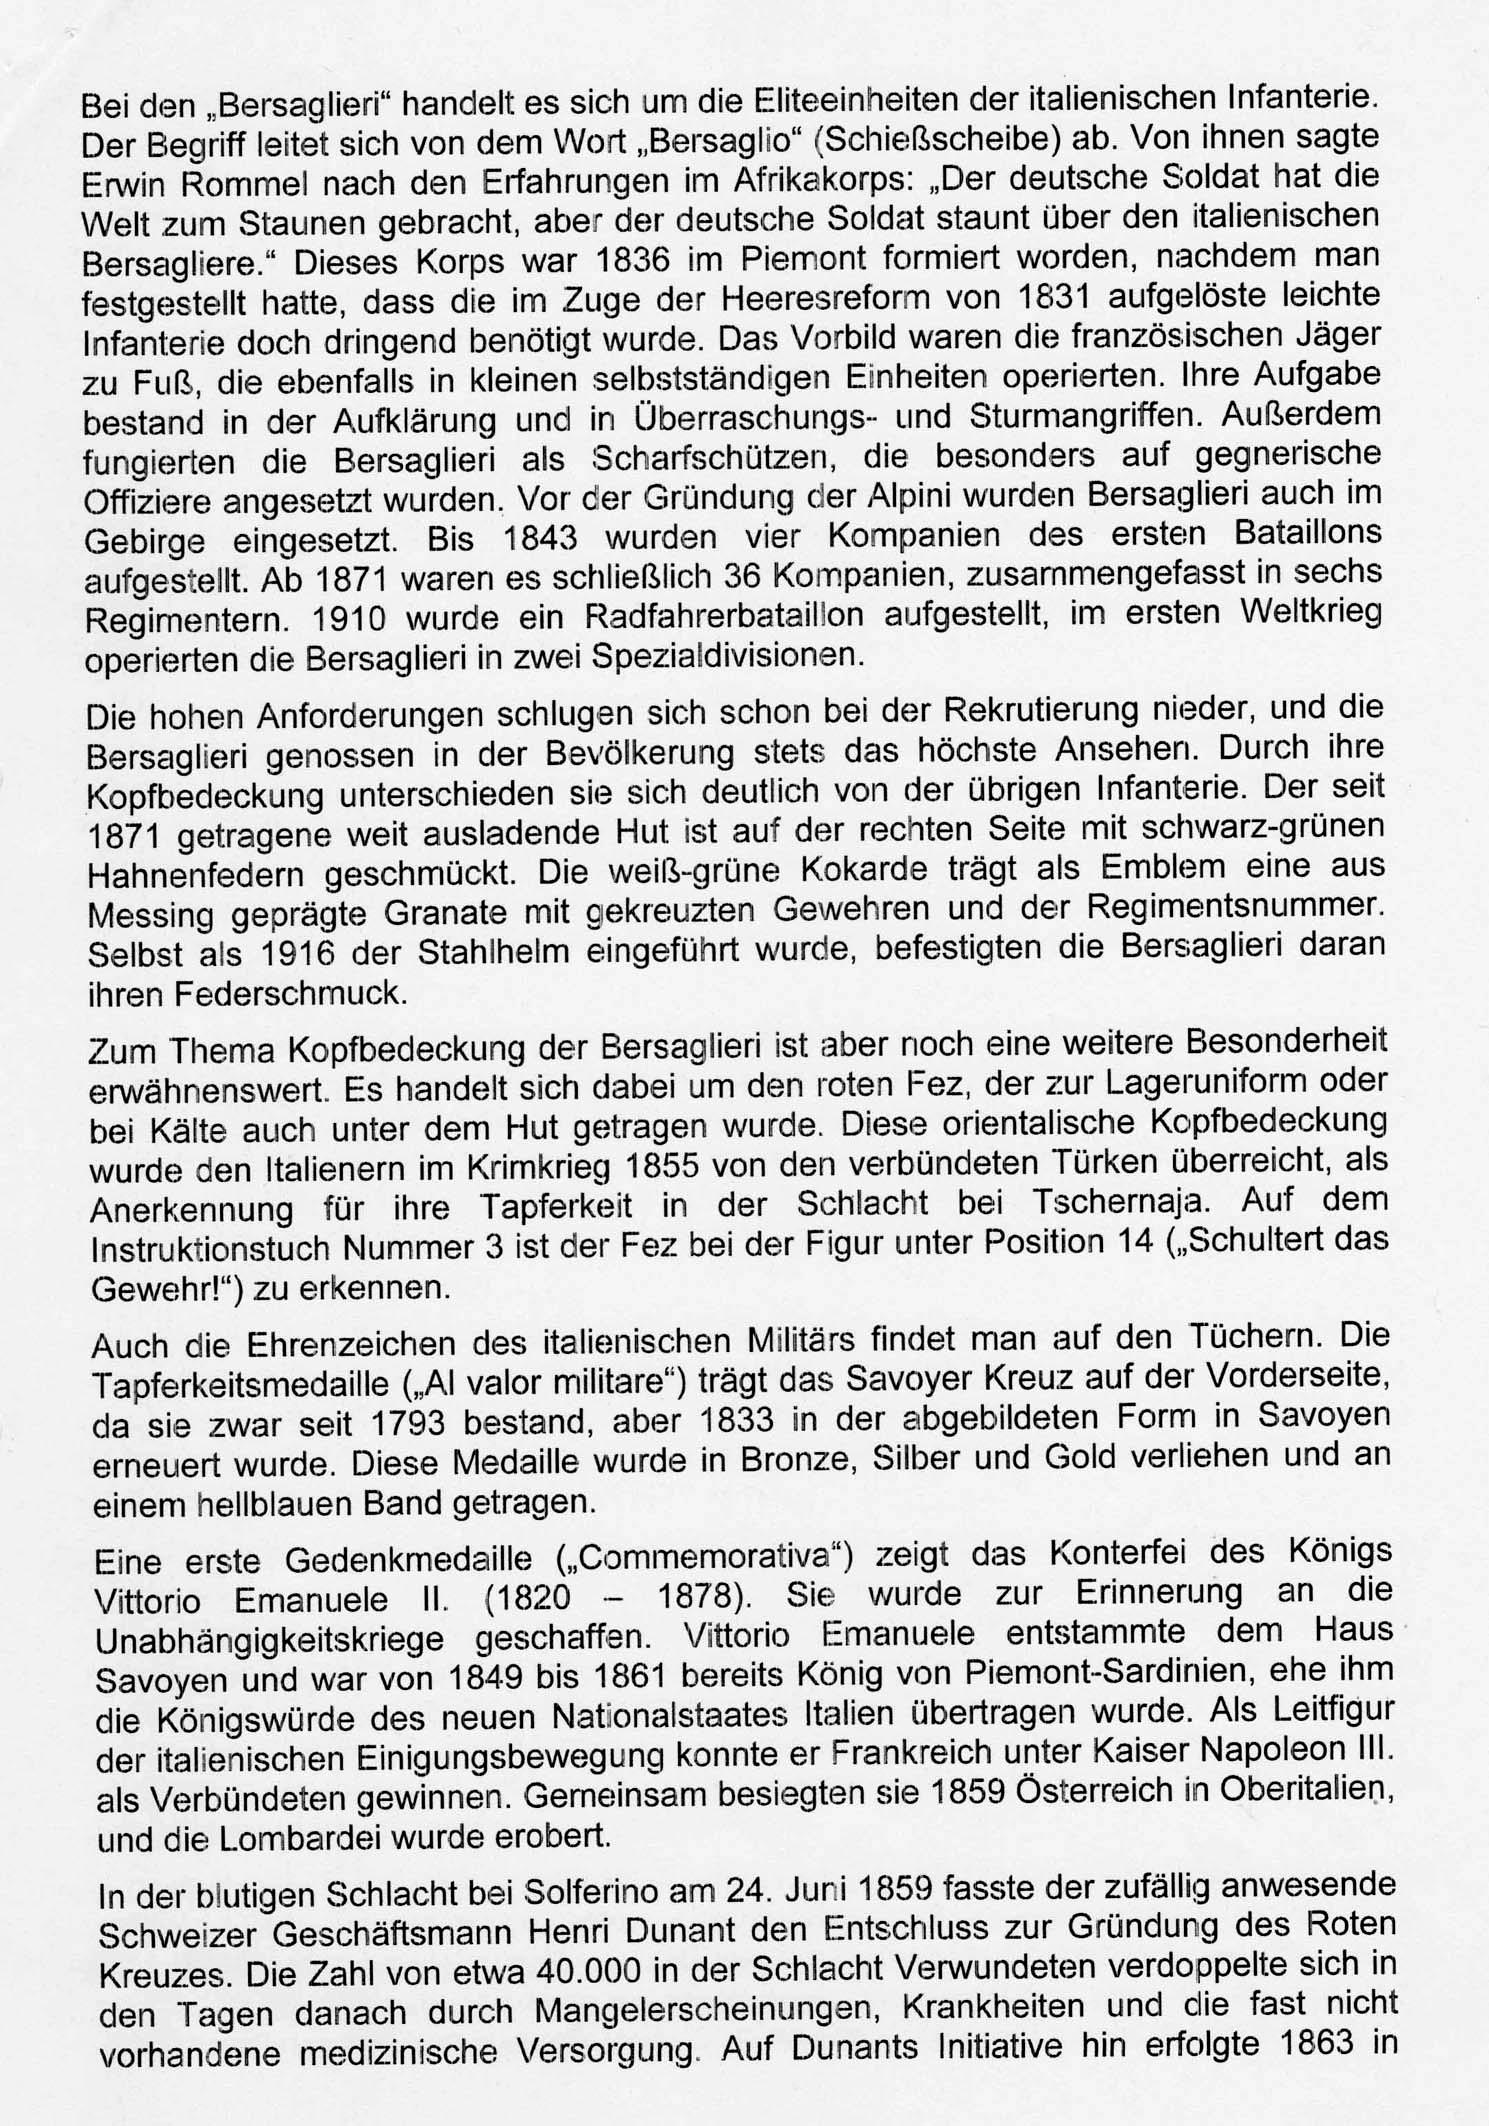 Bei den „Bersaglieri“ handelt es sich um die Eliteeinheiten der italienischen Infanterie.
Der Begriff leitet sich von dem Wort „Bersaglio“ (Schießscheibe) ab. Von ihnen sagte
Erwin Rommel nach den Erfahrungen im Afrikakorps: „Der deutsche Soldat hat die
Welt zum Staunen gebracht, aber der deutsche Soldat staunt über den italienischen
Bersagliere.“ Dieses Korps war 1836 im Piemont formiert worden, nachdem man
festgestellt hatte, dass die im Zuge der Heeresreform von 1831 aufgelöste leichte
Infanterie doch dringend benötigt wurde. Das Vorbild waren die französischen Jäger
zu Fuß, die ebenfalls in kleinen selbstständigen Einheiten operierten. Ihre Aufgabe
bestand in der Aufklärung und in Überraschungs- und Sturmangriffen. Außerdem
fungierten die Bersaglieri als Scharfschützen, die besonders auf gegnerische
Offiziere angesetzt wurden. Vor der Gründung der Alpini wurden Bersaglieri auch im
Gebirge eingesetzt. Bis 1843 wurden vier Kompanien des ersten Bataillons
aufgestellt. Ab 1871 waren es schließlich 36 Kompanien, zusammengefasst in sechs
Regimentern. 1910 wurde ein Radfahrerbataillon aufgestellt, im ersten Weltkrieg
operierten die Bersaglieri in zwei Spezialdivisionen.
Die hohen Anforderungen schlugen sich schon bei der Rekrutierung nieder, und die
Bersaglieri genossen in der Bevölkerung stets das höchste Ansehen. Durch ihre
Kopfbedeckung unterschieden sie sich deutlich von der übrigen Infanterie. Der seit
1871 getragene weit ausladende Hut ist auf der rechten Seite mit schwarz-grünen
Hahnenfedern geschmückt. Die weiß-grüne Kokarde trägt als Emblem eine aus
Messing geprägte Granate mit gekreuzten Gewehren und der Regimentsnummer.
Selbst als 1916 der Stahlhelm eingeführt wurde, befestigten die Bersaglieri daran
ihren Federschmuck.
Zum Thema Kopfbedeckung der Bersaglieri ist aber noch eine weitere Besonderheit
erwähnenswert. Es handelt sich dabei um den roten Fez, der zur Lageruniform oder
bei Kälte auch unter dem Hut getragen wurde. Diese orientalische Kopfbedeckung
wurde den Italienern im Krimkrieg 1855 von den verbündeten Türken überreicht, als
Anerkennung für ihre Tapferkeit in der Schlacht bei Tschernaja. Auf dem
Instruktionstuch Nummer 3 ist der Fez bei der Figur unter Position 14 („Schultert das
Gewehr!“) zu erkennen.
Auch die Ehrenzeichen des italienischen Militärs findet man auf den Tüchern. Die
Tapferkeitsmedaille („Al valor militare“) trägt das Savoyer Kreuz auf der Vorderseite,
da sie zwar seit 1793 bestand, aber 1833 in der abgebildeten Form in Savoyen
erneuert wurde. Diese Medaille wurde in Bronze, Silber und Gold verliehen und an
einem hellblauen Band getragen.
Eine erste Gedenkmedaille („Commemorativa“) zeigt das Konterfei des Königs
Vittorio Emanuele II. (1820 – 1878). Sie wurde zur Erinnerung an die
Unabhängigkeitskriege geschaffen. Vittorio Emanuele entstammte dem Haus
Savoyen und war von 1849 bis 1861 bereits König von Piemont-Sardinien, ehe ihm
die Königswürde des neuen Nationalstaates Italien übertragen wurde. Als Leitfigur
der italienischen Einigungsbewegung konnte er Frankreich unter Kaiser Napoleon III.
als Verbündeten gewinnen. Gemeinsam besiegten sie 1859 Österreich in Oberitalien,
und die Lombardei wurde erobert.
In der blutigen Schlacht bei Solferino am 24. Juni 1859 fasste der zufällig anwesende
Schweizer Geschäftsmann Henri Dunant den Entschluss zur Gründung des Roten
Kreuzes. Die Zahl von etwa 40.000 in der Schlacht Verwundeten verdoppelte sich in
den Tagen danach durch Mangelerscheinungen, Krankheiten und die fast nicht
vorhandene medizinische Versorgung. Auf Dunants Initiative hin erfolgte 1863 in